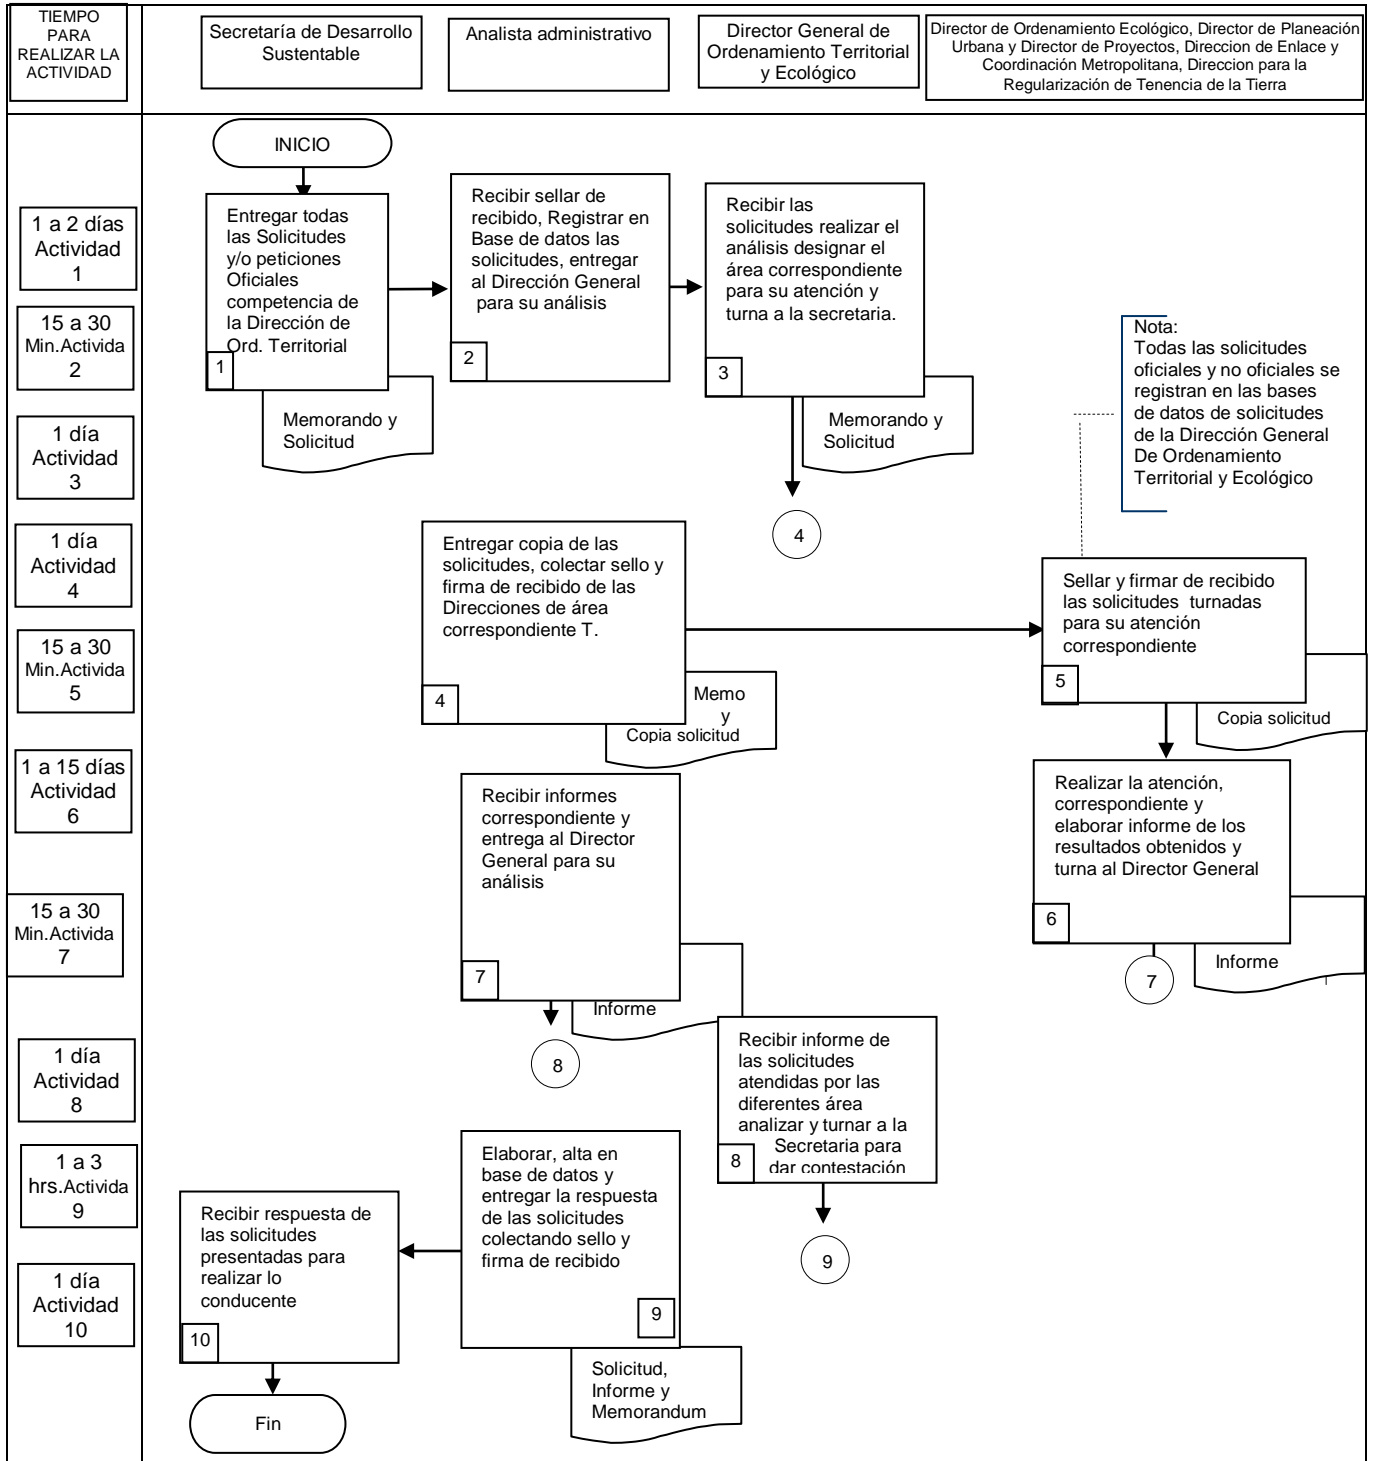 TIEMPO
PARA
REALIZAR LA
ACTIVIDAD
Secretaría de Desarrollo
Sustentable
Analista administrativo
Director General de
Ordenamiento Territorial
y Ecológico
Director de Ordenamiento Ecológico, Director de Planeación
Urbana y Director de Proyectos, Direccion de Enlace y
Coordinación Metropolitana, Direccion para la
Regularización de Tenencia de la Tierra
INICIO
1 a 2 días
Actividad
1
Entregar todas
las Solicitudes
y/o peticiones
Oficiales
competencia de
la Dirección de
Ord. Territorial
1
Memorando y
Solicitud
Recibir sellar de
recibido, Registrar en
Base de datos las
solicitudes, entregar
al Dirección General
para su análisis
2
Recibir las
solicitudes realizar el
análisis designar el
área correspondiente
para su atención y
turna a la secretaria.
3
Memorando y
Solicitud
4
15 a 30
Min.Activida
2
Nota:
Todas las solicitudes
oficiales y no oficiales se
registran en las bases
de datos de solicitudes
de la Dirección General
De Ordenamiento
Territorial y Ecológico
1 día
Actividad
3
1 día
Actividad
4
Entregar copia de las
solicitudes, colectar sello y
firma de recibido de las
Direcciones de área
correspondiente T.
4
Memo
y
Copia solicitud
Sellar y firmar de recibido
las solicitudes turnadas
para su atención
correspondiente
5
Copia solicitud
15 a 30
Min.Activida
5
1 a 15 días
Actividad
6
Recibir informes
correspondiente y
entrega al Director
General para su
análisis
7
Informe
8
Realizar la atención,
correspondiente y
elaborar informe de los
resultados obtenidos y
turna al Director General
6
Informe
7
15 a 30
Min.Activida
7
1 día
Actividad
8
Recibir informe de
las solicitudes
atendidas por las
diferentes área
analizar y turnar a la
Secretaria para
dar contestación
8
9
1 a 3
hrs.Activida
9
Elaborar, alta en
base de datos y
entregar la respuesta
de las solicitudes
colectando sello y
firma de recibido
9
Solicitud,
Informe y
Memorandum
Recibir respuesta de
las solicitudes
presentadas para
realizar lo
conducente
10
1 día
Actividad
10
Fin